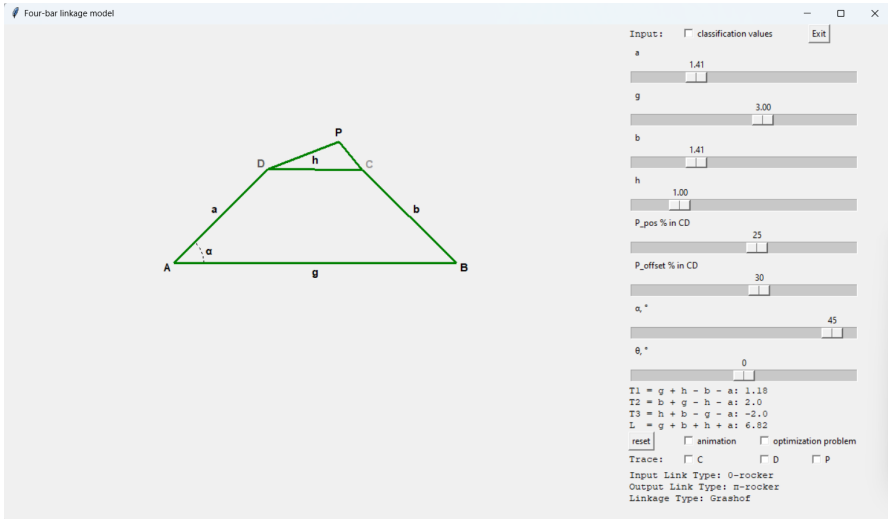 Four-bar linkage model
Input: classification values Exit
a
1.41
g
3.00
b
1.41
h
1.00
P_pos % in CD
25
P_offset % in CD
30
α, °
45
θ, °
0
T1 = g + h - b - a: 1.18
T2 = b + g - h - a: 2.0
T3 = h + b - g - a: -2.0
L = g + b + h + a: 6.82
reset animation optimization problem
Trace: C D P
Input Link Type: 0-rocker
Output Link Type: π-rocker
Linkage Type: Grashof
P
D h C
a b
α
A B
g